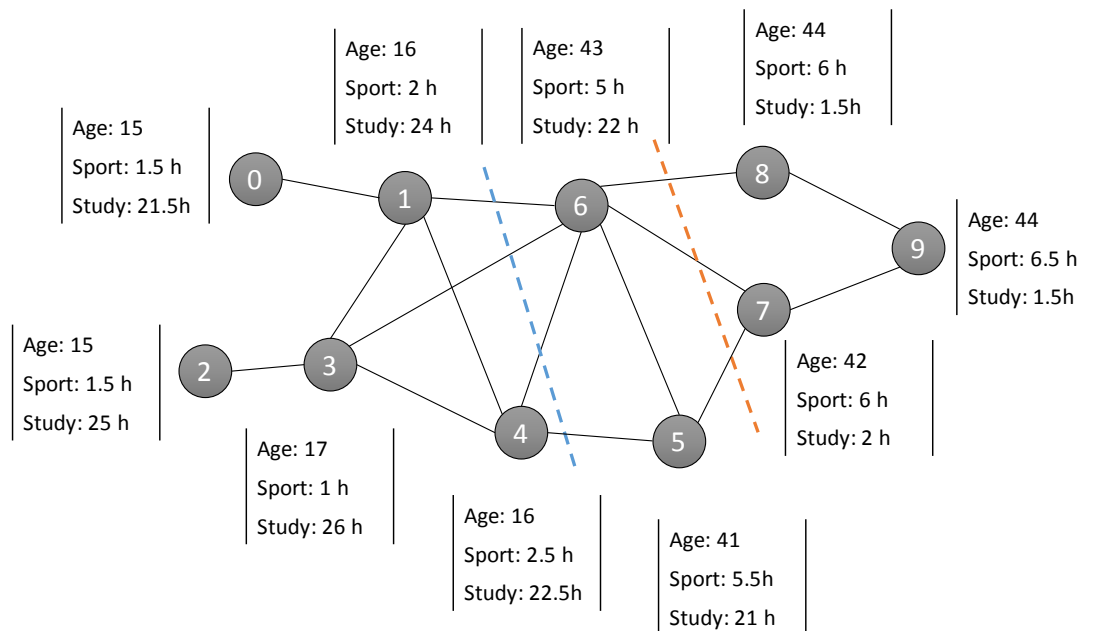 Age: 16
Sport: 2 h
Study: 24 h
Age: 43
Sport: 5 h
Study: 22 h
Age: 44
Sport: 6 h
Study: 1.5h
Age: 15
Sport: 1.5 h
Study: 21.5h
0
1
6
8
9
Age: 44
Sport: 6.5 h
Study: 1.5h
Age: 15
Sport: 1.5 h
Study: 25 h
2
3
4
5
7
Age: 42
Sport: 6 h
Study: 2 h
Age: 17
Sport: 1 h
Study: 26 h
Age: 16
Sport: 2.5 h
Study: 22.5h
Age: 41
Sport: 5.5h
Study: 21 h